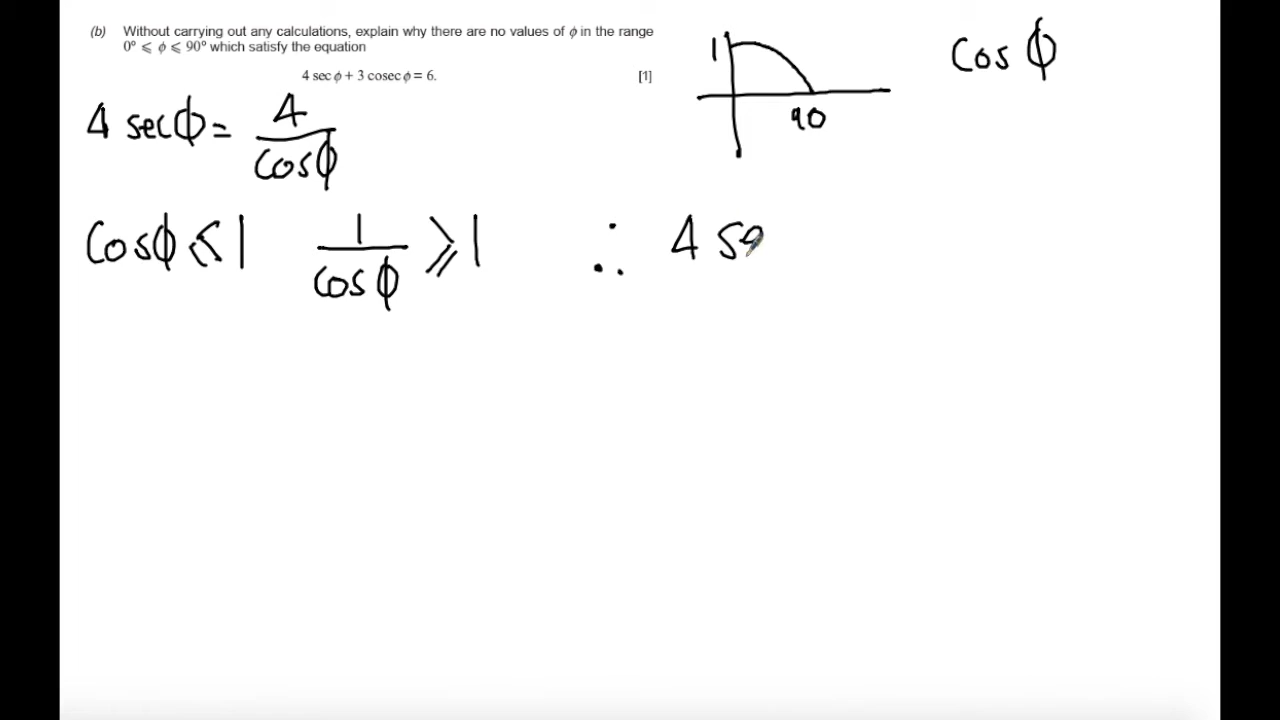 (b) Without carrying out any calculations, explain why there are no values of ϕ in the range
0° ⩽ ϕ ⩽ 90° which satisfy the equation
4 sec ϕ + 3 cosec ϕ = 6. [1]
1
90
cos ϕ
4 secϕ = 4/cosϕ
cosϕ ⩽ 1 1/cosϕ ⩾ 1 ∴ 4 se